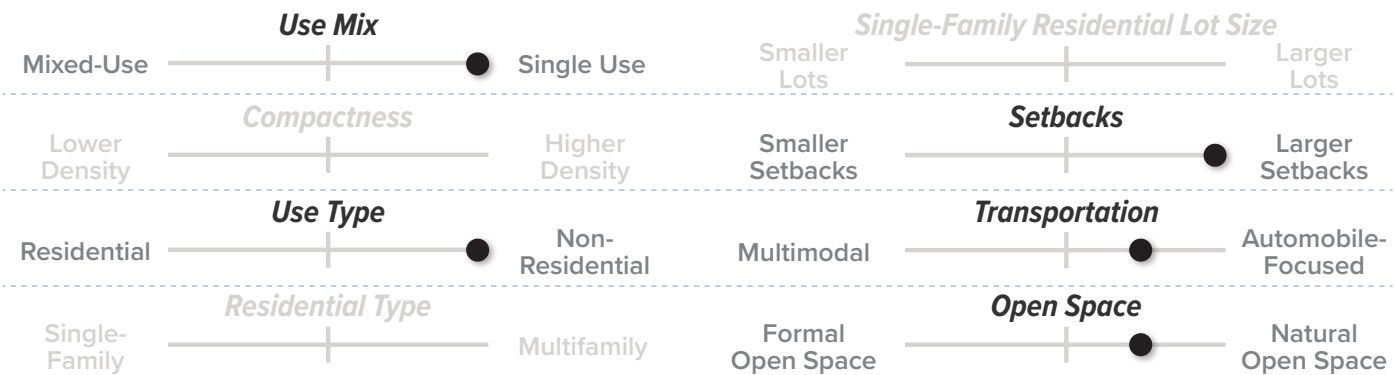 Use Mix
Mixed-Use
Single Use
Single-Family Residential Lot Size
Smaller
Lots
Larger
Lots
Compactness
Lower
Density
Higher
Density
Setbacks
Smaller
Setbacks
Larger
Setbacks
Use Type
Residential
Non-
Residential
Transportation
Multimodal
Automobile-
Focused
Residential Type
Single-
Family
Multifamily
Open Space
Formal
Open Space
Natural
Open Space